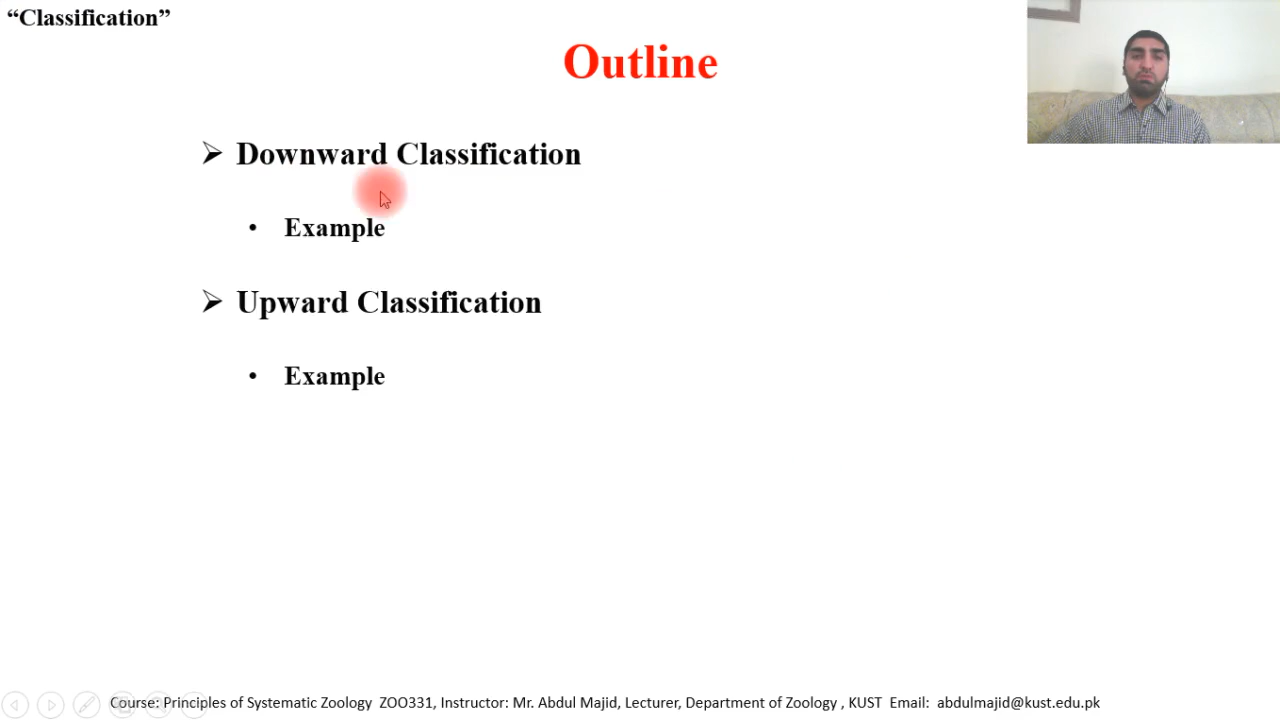 “Classification”
Outline
➢ Downward Classification
• Example
➢ Upward Classification
• Example
Course: Principles of Systematic Zoology ZOO331, Instructor: Mr. Abdul Majid, Lecturer, Department of Zoology , KUST Email: abdulmajid@kust.edu.pk